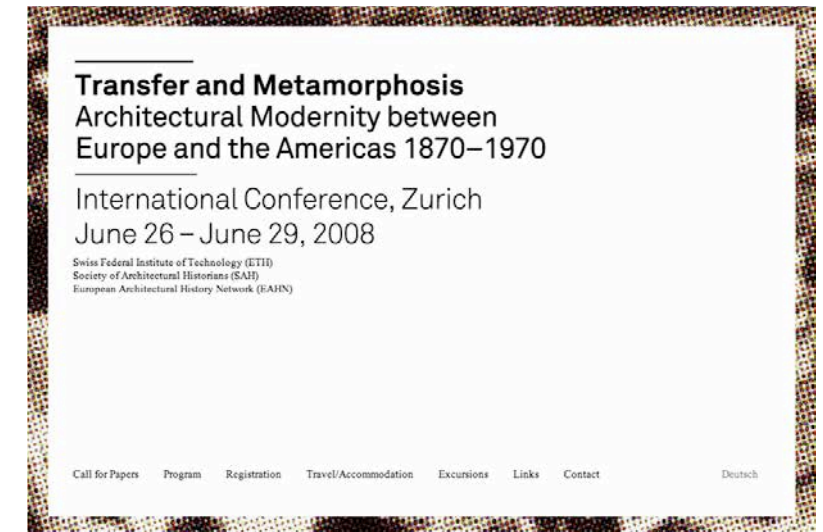 Transfer and Metamorphosis
Architectural Modernity between
Europe and the Americas 1870–1970
International Conference, Zurich
June 26 – June 29, 2008
Swiss Federal Institute of Technology (ETH)
Society of Architectural Historians (SAH)
European Architectural History Network (EAHN)
Call for Papers Program Registration Travel/Accommodation Excursions Links Contact Deutsch